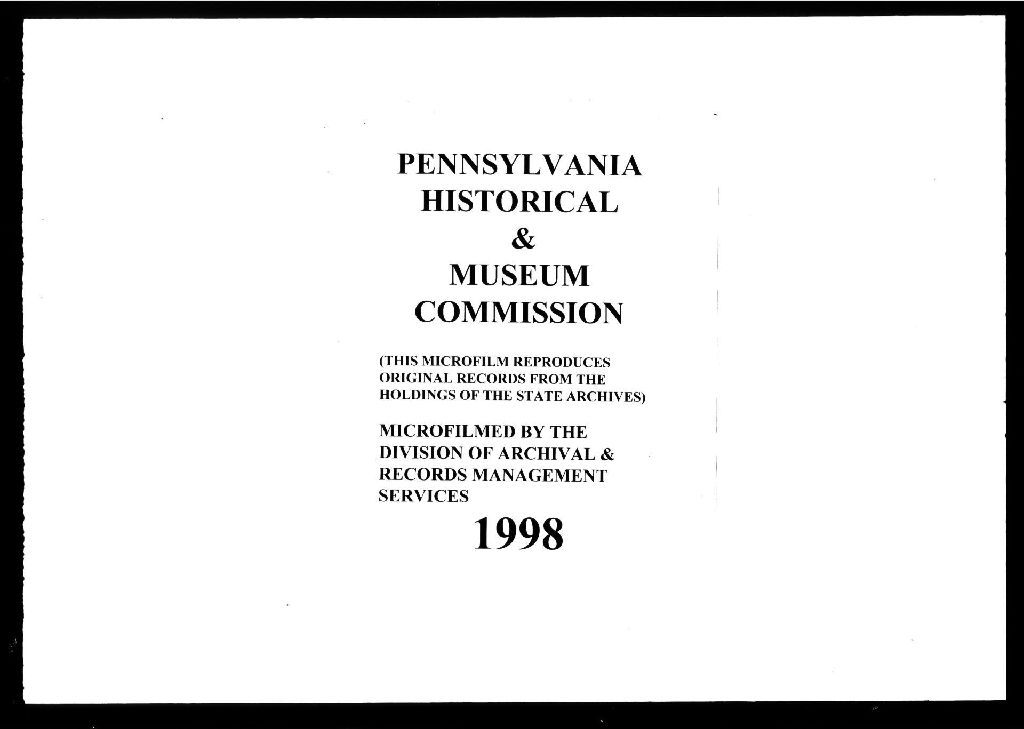 PENNSYLVANIA
HISTORICAL
&
MUSEUM
COMMISSION
(THIS MICROFILM REPRODUCES
ORIGINAL RECORDS FROM THE
HOLDINGS OF THE STATE ARCHIVES)
MICROFILMED BY THE
DIVISION OF ARCHIVAL &
RECORDS MANAGEMENT
SERVICES
1998